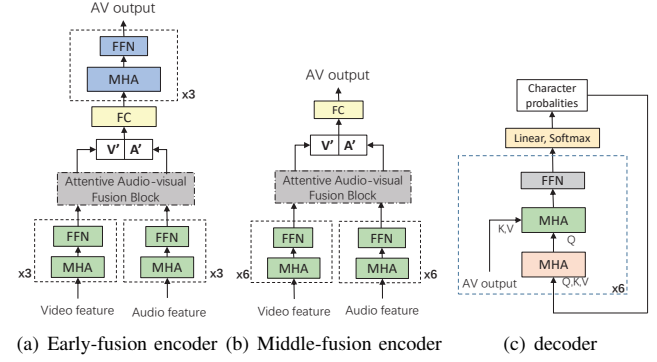 AV output
FFN
MHA
x3
FC
V' A'
Attentive Audio-visual
Fusion Block
FFN
MHA
x3
FFN
MHA
x3
Video feature
Audio feature
(a) Early-fusion encoder
AV output
FC
V' A'
Attentive Audio-visual
Fusion Block
FFN
MHA
x6
FFN
MHA
x6
Video feature
Audio feature
(b) Middle-fusion encoder
Character
probalities
Linear, Softmax
FFN
MHA
K,V
Q
MHA
AV output
Q,K,V
x6
(c) decoder